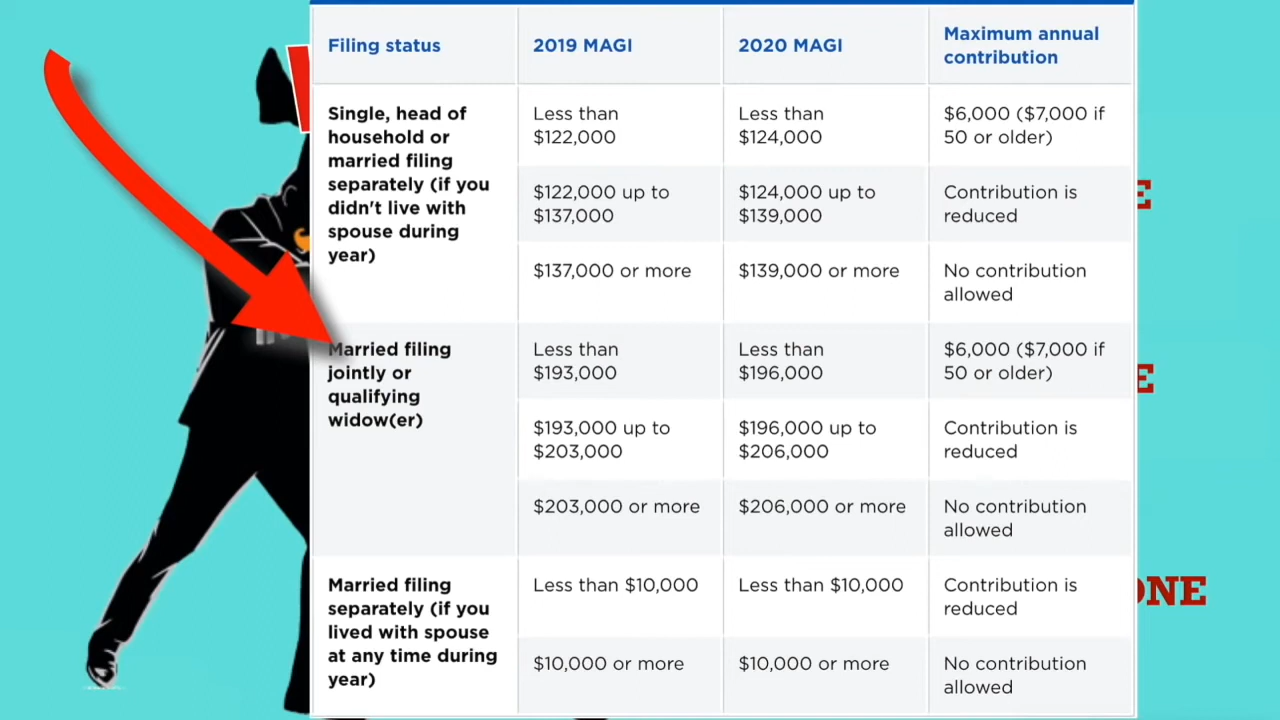 Filing status
2019 MAGI
2020 MAGI
Maximum annual
contribution
Single, head of
household or
married filing
separately (if you
didn't live with
spouse during
year)
Less than
$122,000
Less than
$124,000
$6,000 ($7,000 if
50 or older)
$122,000 up to
$137,000
$124,000 up to
$139,000
Contribution is
reduced
$137,000 or more
$139,000 or more
No contribution
allowed
Married filing
jointly or
qualifying
widow(er)
Less than
$193,000
Less than
$196,000
$6,000 ($7,000 if
50 or older)
$193,000 up to
$203,000
$196,000 up to
$206,000
Contribution is
reduced
$203,000 or more
$206,000 or more
No contribution
allowed
Married filing
separately (if you
lived with spouse
at any time during
year)
Less than $10,000
Less than $10,000
Contribution is
reduced
$10,000 or more
$10,000 or more
No contribution
allowed